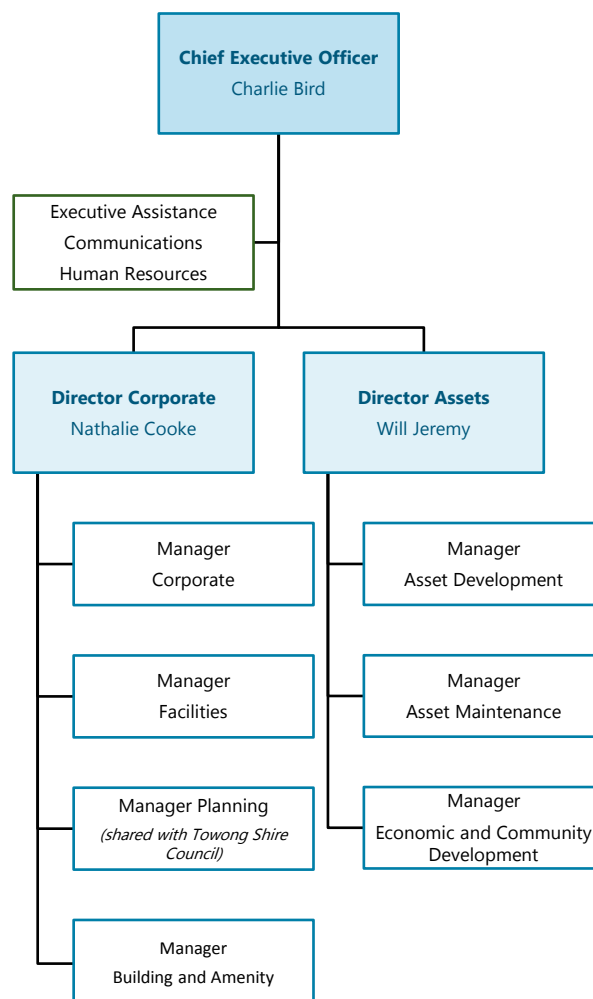 Chief Executive Officer
Charlie Bird
Executive Assistance
Communications
Human Resources
Director Corporate
Nathalie Cooke
Director Assets
Will Jeremy
Manager
Corporate
Manager
Asset Development
Manager
Facilities
Manager
Asset Maintenance
Manager Planning
(shared with Towong Shire
Council)
Manager
Economic and Community
Development
Manager
Building and Amenity